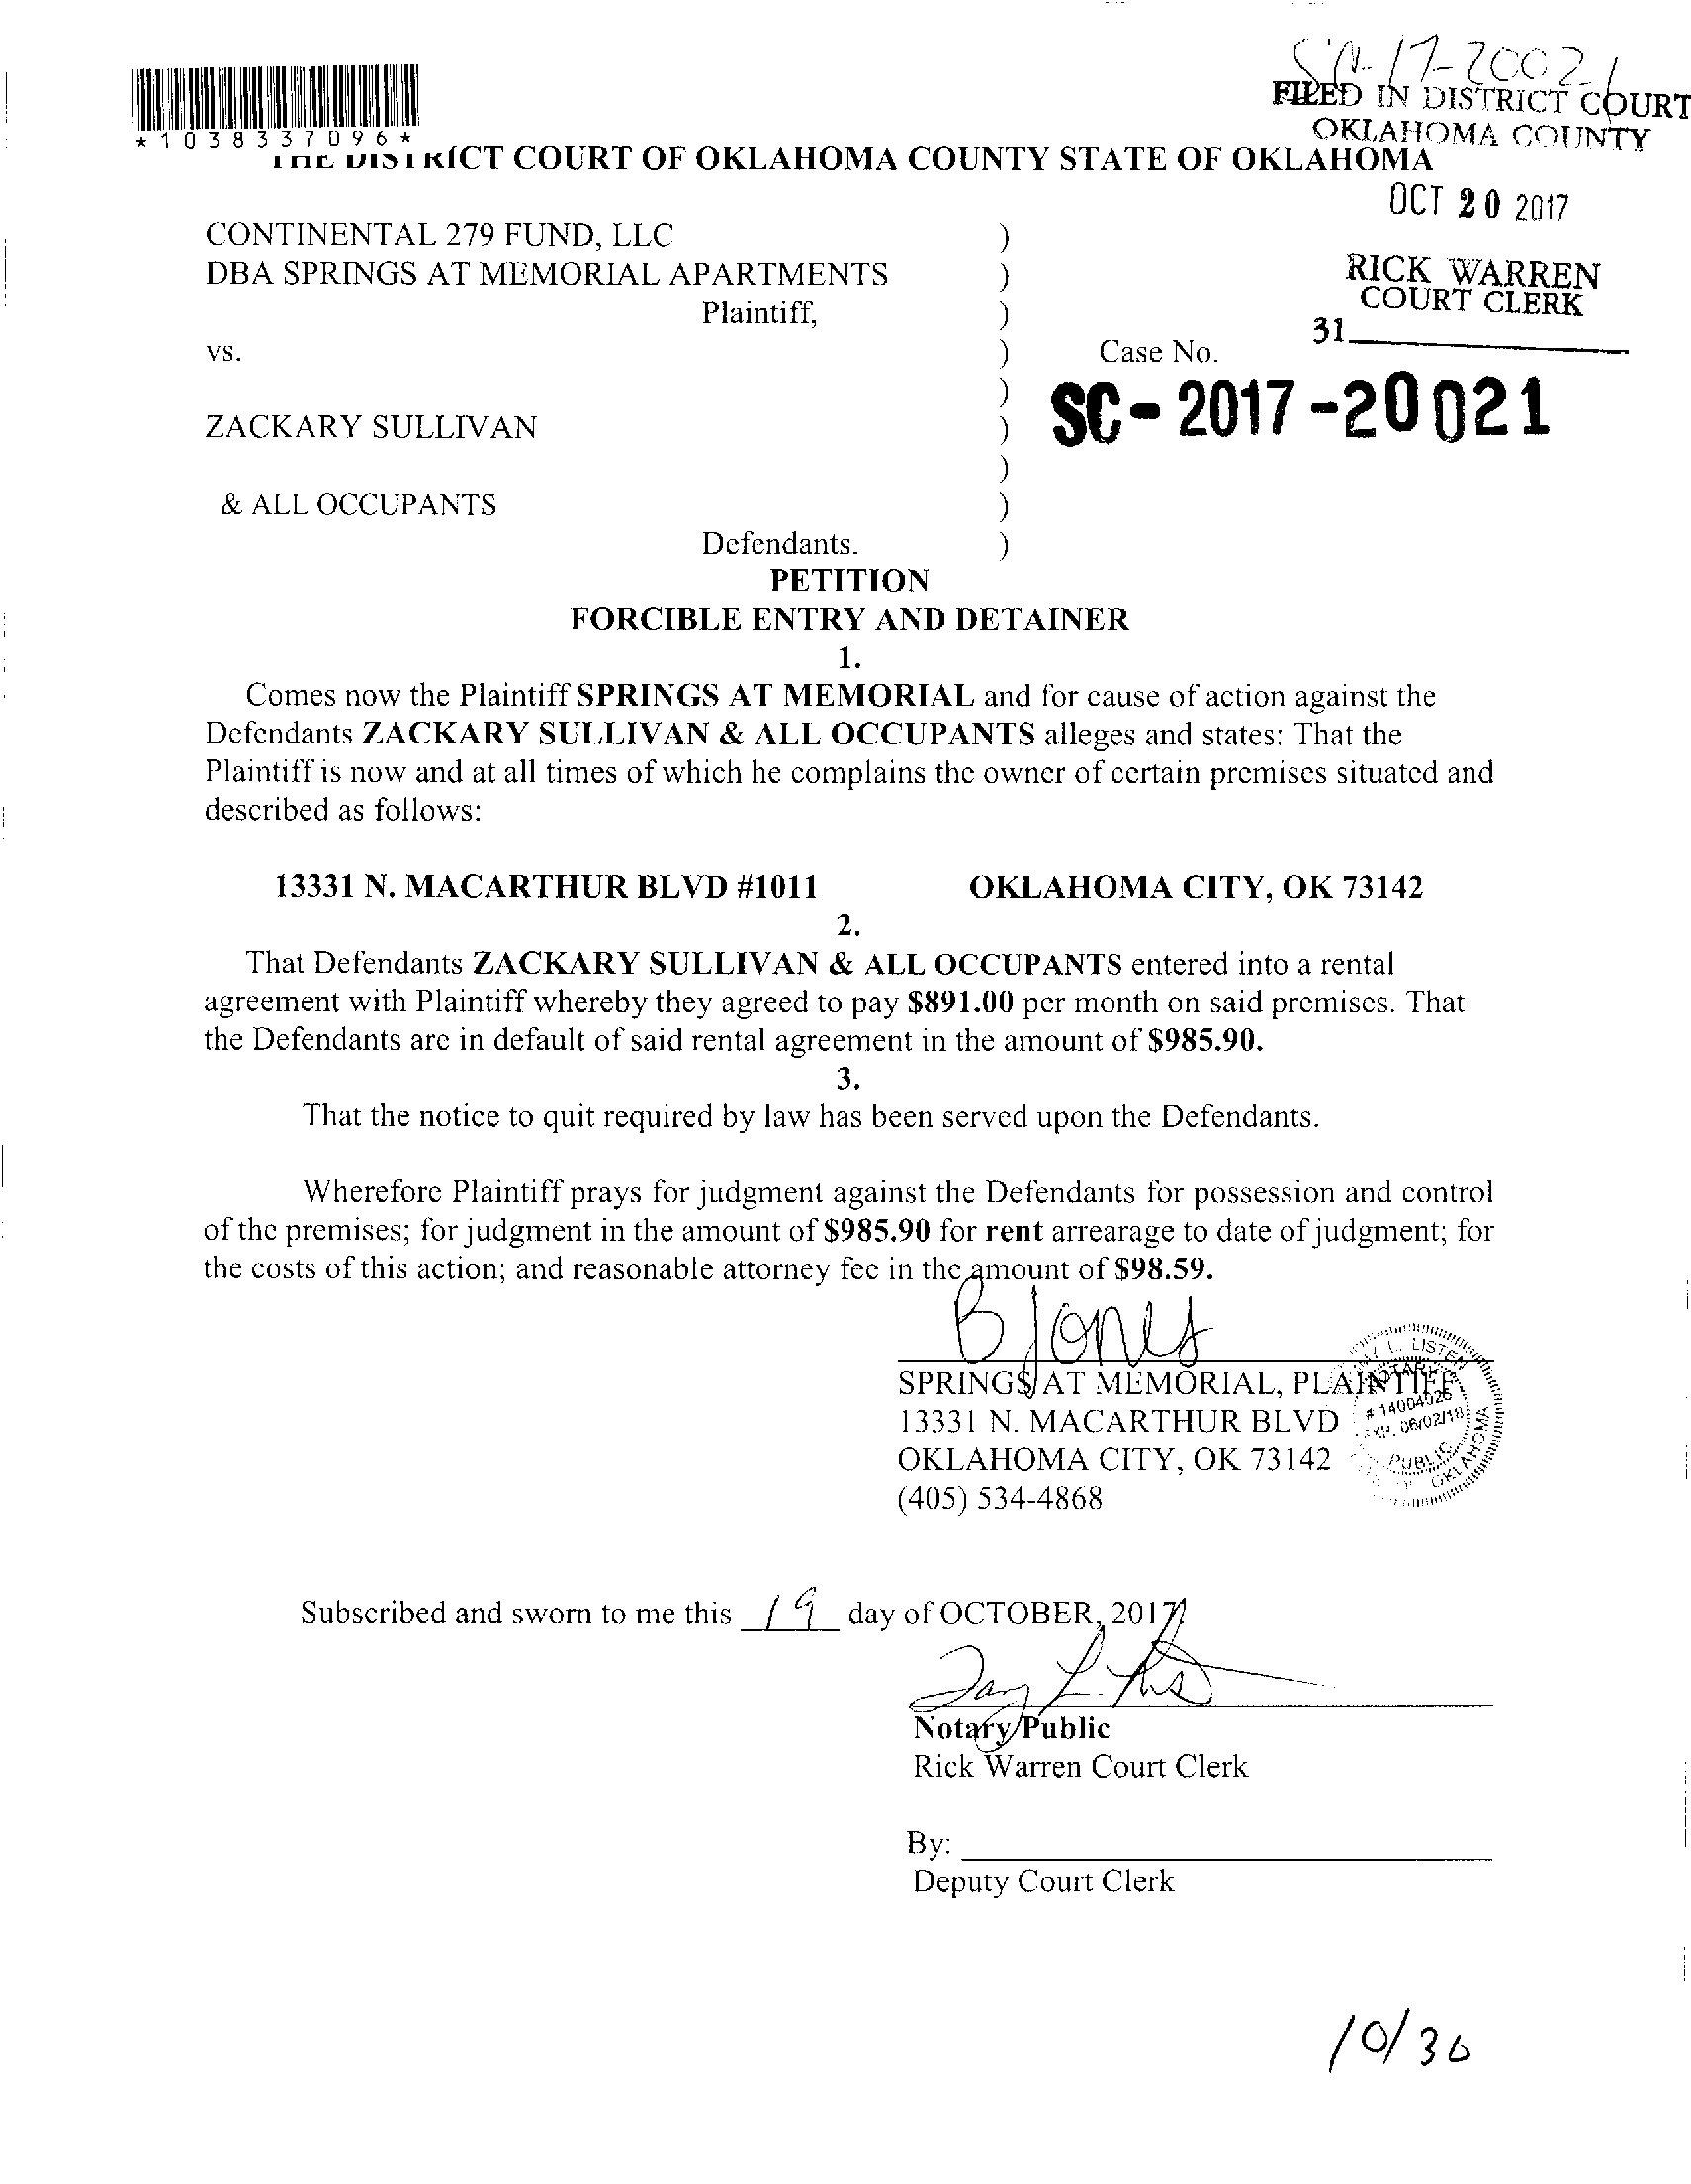 SC-17-20021
FILED IN DISTRICT COURT
OKLAHOMA COUNTY
*1038337096*
THE DISTRICT COURT OF OKLAHOMA COUNTY STATE OF OKLAHOMA
OCT 20 2017
CONTINENTAL 279 FUND, LLC )
DBA SPRINGS AT MEMORIAL APARTMENTS )
RICK WARREN
COURT CLERK
Plaintiff, )
31
vs. ) Case No.
)
SC-2017-20021
ZACKARY SULLIVAN )
)
& ALL OCCUPANTS )
Defendants. )
PETITION
FORCIBLE ENTRY AND DETAINER
1.
Comes now the Plaintiff SPRINGS AT MEMORIAL and for cause of action against the
Defendants ZACKARY SULLIVAN & ALL OCCUPANTS alleges and states: That the
Plaintiff is now and at all times of which he complains the owner of certain premises situated and
described as follows:
13331 N. MACARTHUR BLVD #1011 OKLAHOMA CITY, OK 73142
2.
That Defendants ZACKARY SULLIVAN & ALL OCCUPANTS entered into a rental
agreement with Plaintiff whereby they agreed to pay $891.00 per month on said premises. That
the Defendants are in default of said rental agreement in the amount of $985.90.
3.
That the notice to quit required by law has been served upon the Defendants.
Wherefore Plaintiff prays for judgment against the Defendants for possession and control
of the premises; for judgment in the amount of $985.90 for rent arrearage to date of judgment; for
the costs of this action; and reasonable attorney fee in the amount of $98.59.
B Jones
SPRINGS AT MEMORIAL, PLAINTIFF
13331 N. MACARTHUR BLVD
OKLAHOMA CITY, OK 73142
(405) 534-4868
L. LISTEN
NOTARY
# 14004026
EXP. 06/02/18
PUBLIC
OKLAHOMA
Subscribed and sworn to me this 19 day of OCTOBER, 2017
Notary Public
Rick Warren Court Clerk
By:
Deputy Court Clerk
10/30